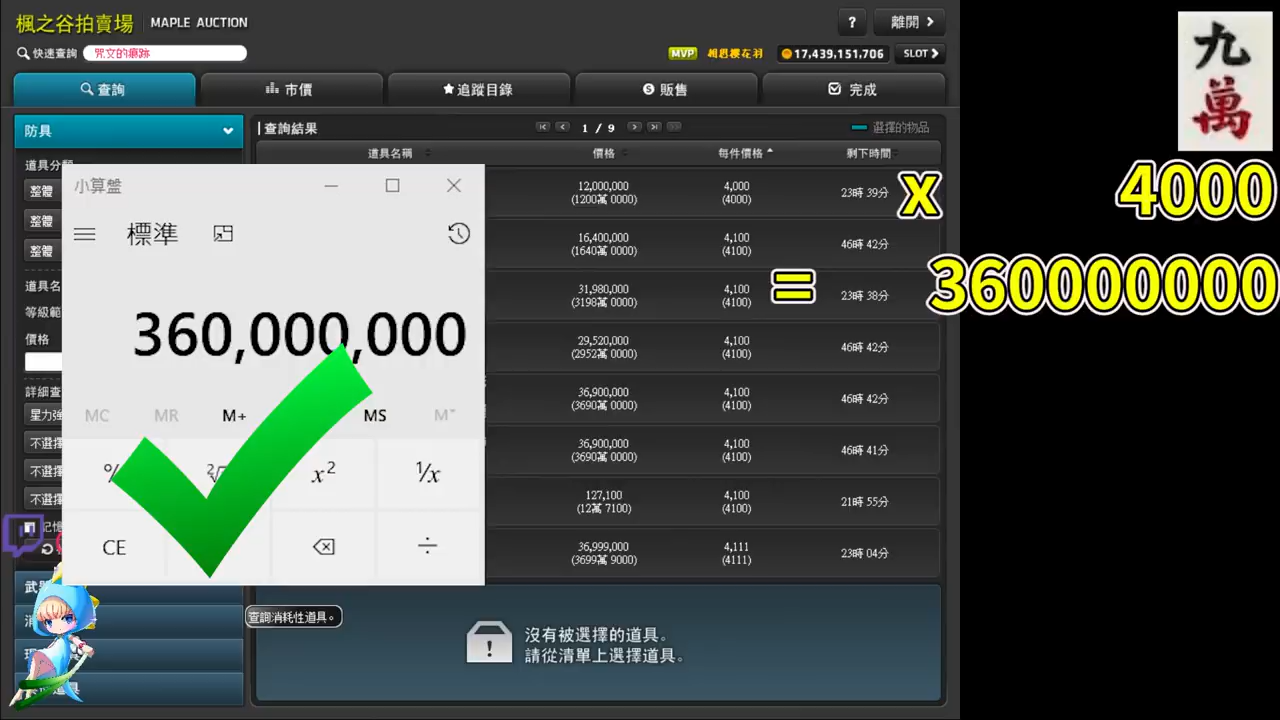 楓之谷拍賣場 MAPLE AUCTION
? 離開
快速查詢 咒文的痕跡
MVP 17,439,151,706 SLOT
查詢 市價 追蹤目錄 販售 完成
防具
查詢結果 1 / 9 選擇的物品
道具名稱 價格 每件價格 剩下時間
道具分
整體
整體
整體
道具名
等級範
價格
詳細查
星力強
不選擇
不選擇
不選擇
記憶
12,000,000 4,000 23時 39分
(1200萬 0000) (4000)
16,400,000 4,100 46時 42分
(1640萬 0000) (4100)
31,980,000 4,100 23時 38分
(3198萬 0000) (4100)
29,520,000 4,100 46時 42分
(2952萬 0000) (4100)
36,900,000 4,100 46時 42分
(3690萬 0000) (4100)
36,900,000 4,100 46時 41分
(3690萬 0000) (4100)
127,100 4,100 21時 55分
(12萬 7100) (4100)
36,999,000 4,111 23時 04分
(3699萬 9000) (4111)
小算盤
標準
360,000,000
MC MR M+ MS M˅
% x² ¹/x
CE ÷
武
查詢消耗性道具。
道具
沒有被選擇的道具。
請從清單上選擇道具。
九
萬
X 4000
= 360000000